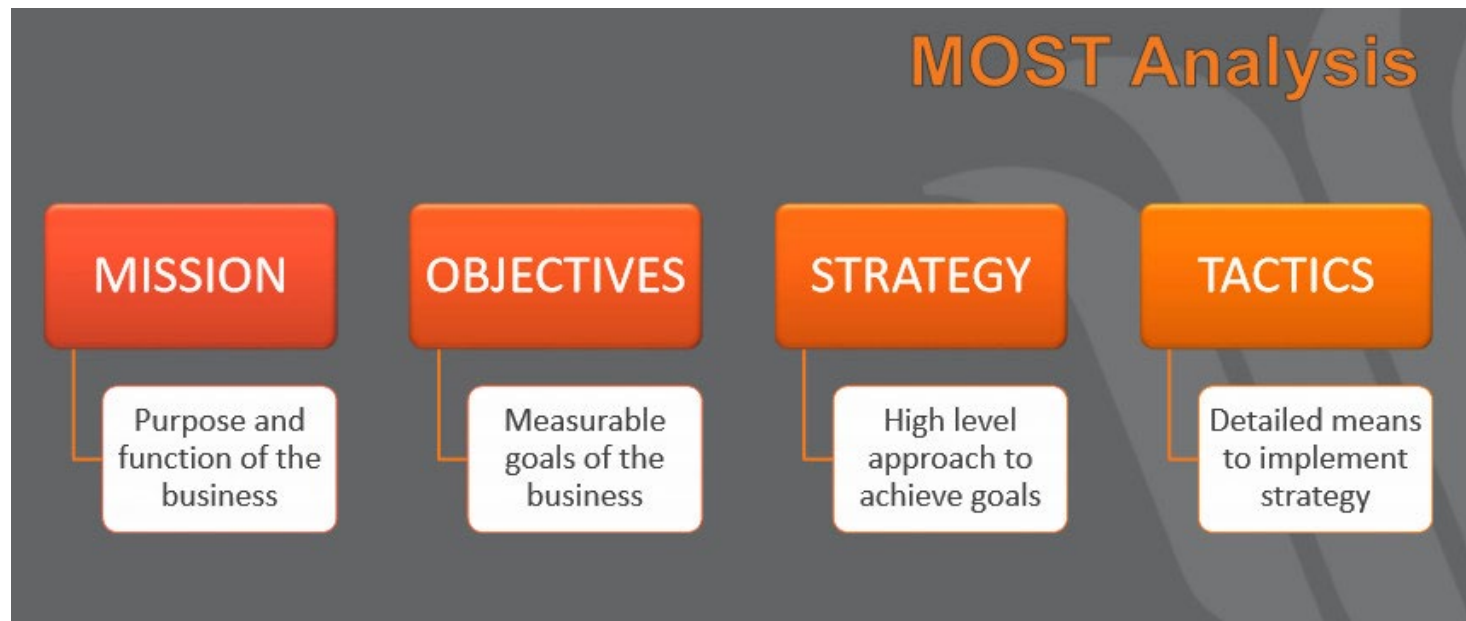 MOST Analysis
MISSION
Purpose and
function of the
business
OBJECTIVES
Measurable
goals of the
business
STRATEGY
High level
approach to
achieve goals
TACTICS
Detailed means
to implement
strategy